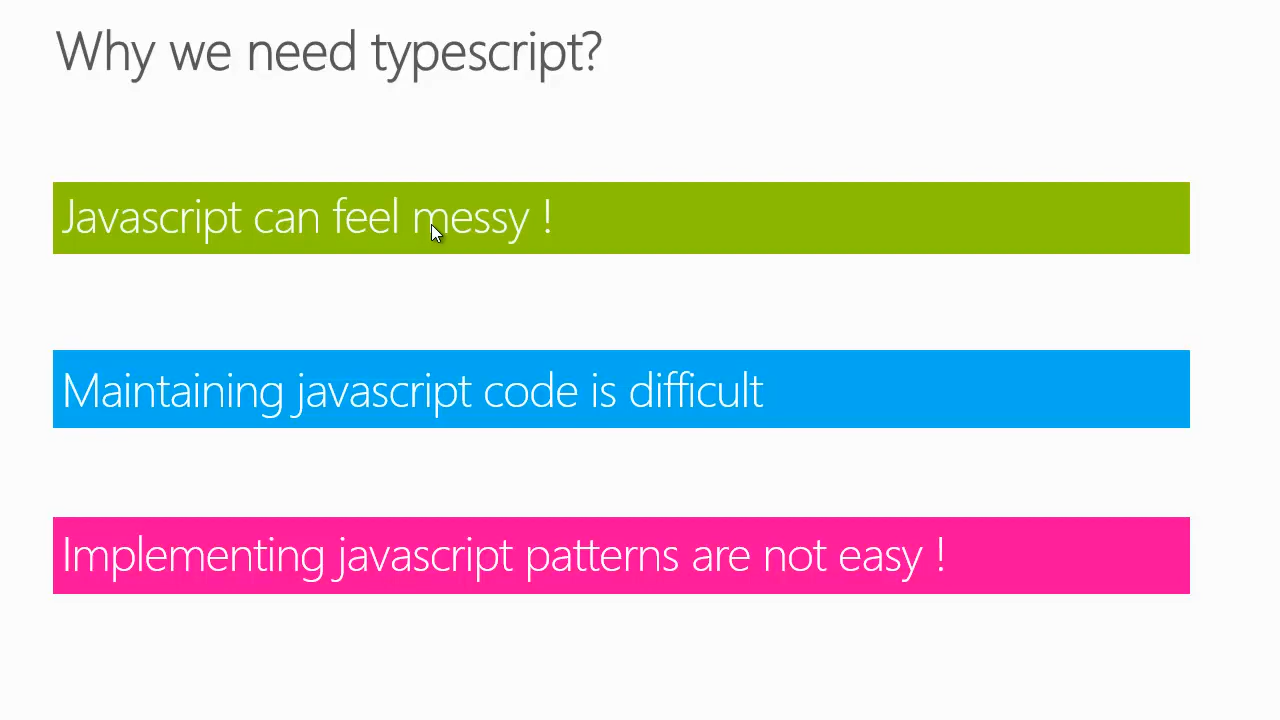 Why we need typescript?
Javascript can feel messy !
Maintaining javascript code is difficult
Implementing javascript patterns are not easy !